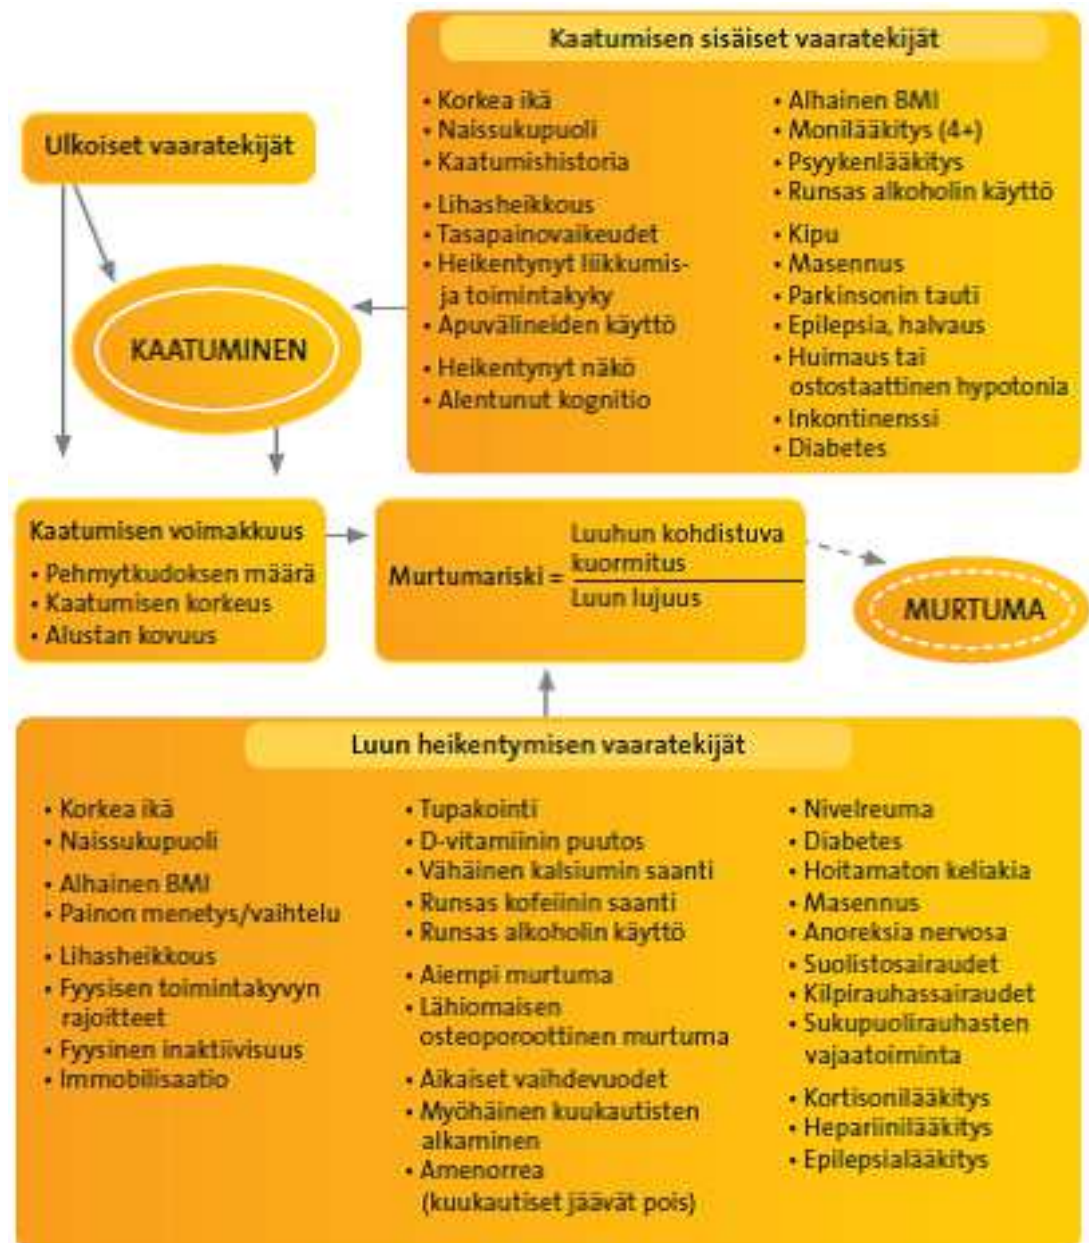 Kaatumisen sisäiset vaaratekijät
• Korkea ikä
• Naissukupuoli
• Kaatumishistoria
• Lihasheikkous
• Tasapainovaikeudet
• Heikentynyt liikkumis-
ja toimintakyky
• Apuvälineiden käyttö
• Heikentynyt näkö
• Alentunut kognitio
• Alhainen BMI
• Monilääkitys (4+)
• Psyykenlääkitys
• Runsas alkoholin käyttö
• Kipu
• Masennus
• Parkinsonin tauti
• Epilepsia, halvaus
• Huimaus tai
ostostaattinen hypotonia
• Inkontinenssi
• Diabetes
Ulkoiset vaaratekijät
KAATUMINEN
Kaatumisen voimakkuus
• Pehmytkudoksen määrä
• Kaatumisen korkeus
• Alustan kovuus
Murtumariski =
Luuhun kohdistuva
kuormitus
Luun lujuus
MURTUMA
Luun heikentymisen vaaratekijät
• Korkea ikä
• Naissukupuoli
• Alhainen BMI
• Painon menetys/vaihtelu
• Lihasheikkous
• Fyysisen toimintakyvyn
rajoitteet
• Fyysinen inaktiivisuus
• Immobilisaatio
• Tupakointi
• D-vitamiinin puutos
• Vähäinen kalsiumin saanti
• Runsas kofeiinin saanti
• Runsas alkoholin käyttö
• Aiempi murtuma
• Lähiomaisen
osteoporoottinen murtuma
• Aikaiset vaihdevuodet
• Myöhäinen kuukautisten
alkaminen
• Amenorrea
(kuukautiset jäävät pois)
• Nivelreuma
• Diabetes
• Hoitamaton keliakia
• Masennus
• Anoreksia nervosa
• Suolistosairaudet
• Kilpirauhassairaudet
• Sukupuolirauhasten
vajaatoiminta
• Kortisonilääkitys
• Hepariinilääkitys
• Epilepsialääkitys